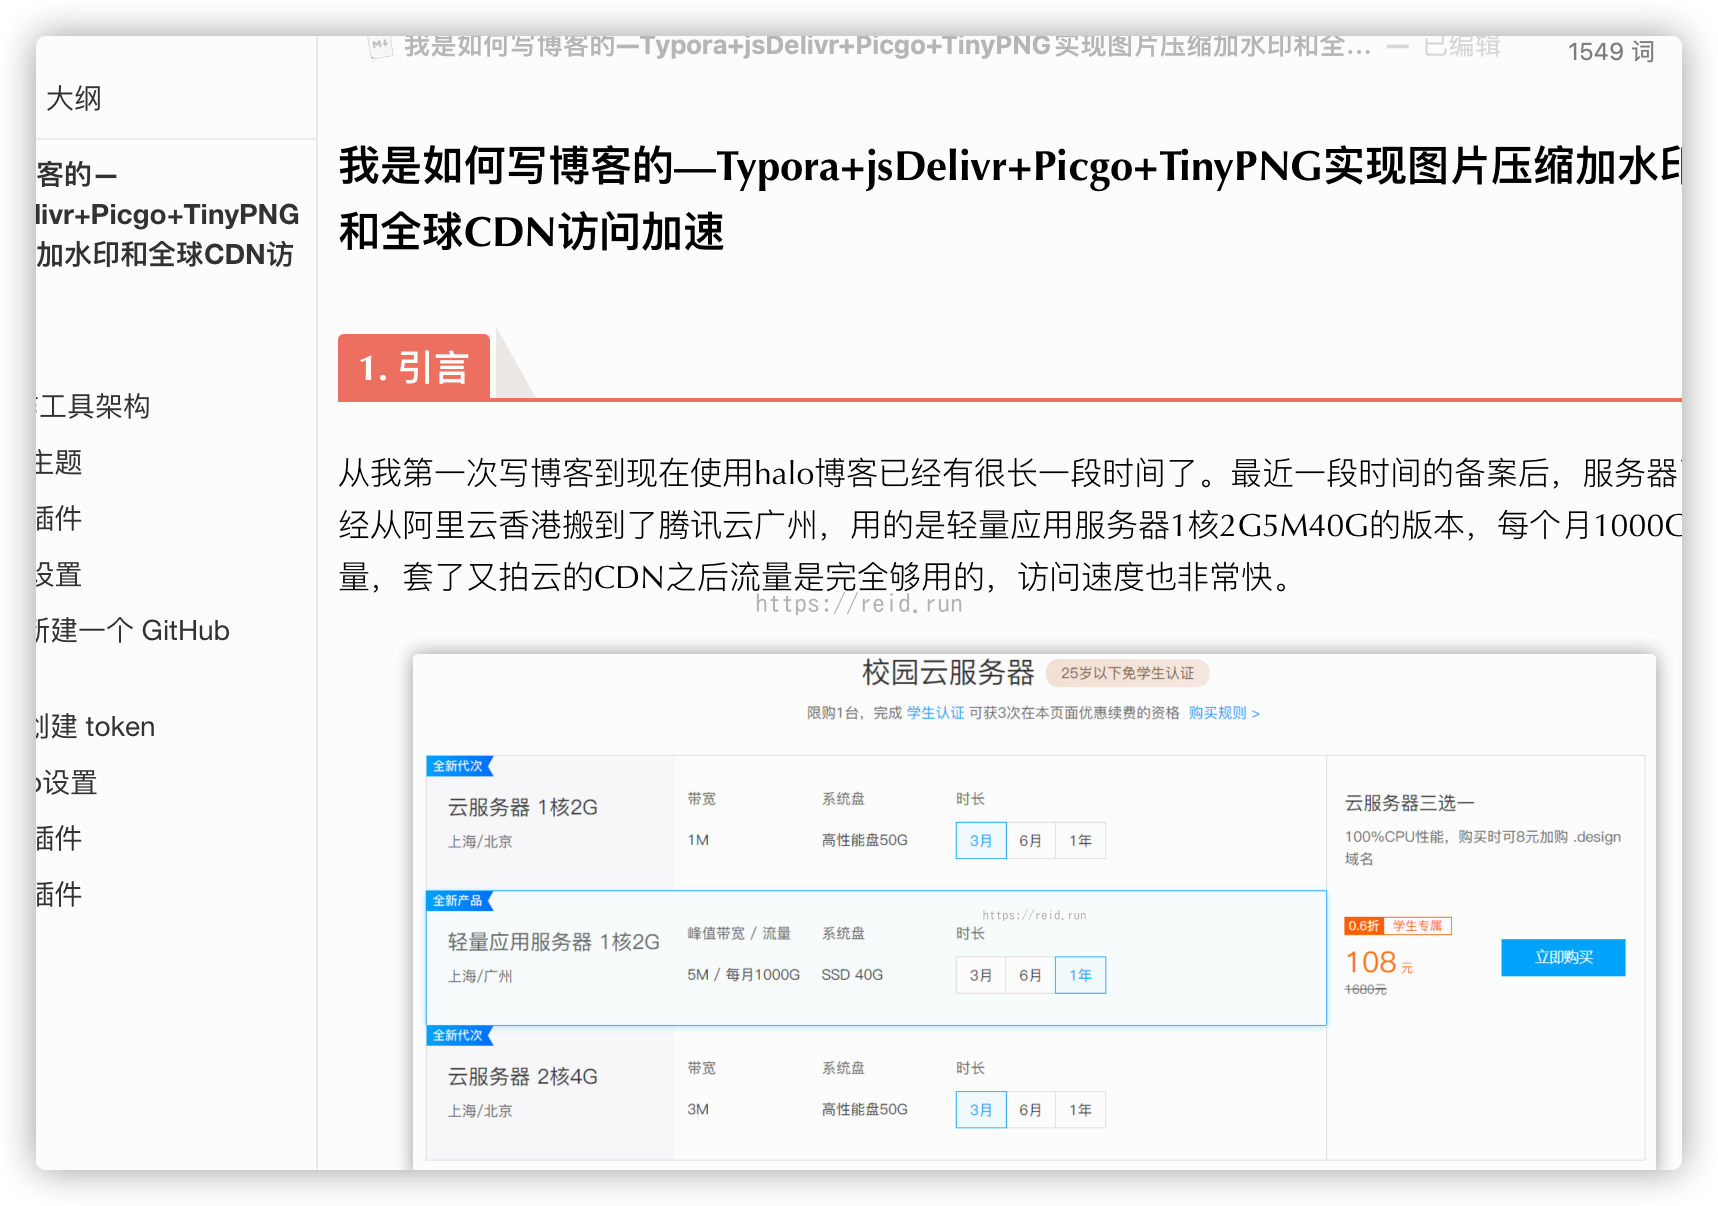 我是如何写博客的—Typora+jsDelivr+Picgo+TinyPNG实现图片压缩加水印和全... — 已编辑
1549 词
大纲
客的—
livr+Picgo+TinyPNG
加水印和全球CDN访
工具架构
主题
插件
设置
新建一个 GitHub
创建 token
o设置
插件
插件
我是如何写博客的—Typora+jsDelivr+Picgo+TinyPNG实现图片压缩加水印
和全球CDN访问加速
1. 引言
从我第一次写博客到现在使用halo博客已经有很长一段时间了。最近一段时间的备案后，服务器
经从阿里云香港搬到了腾讯云广州，用的是轻量应用服务器1核2G5M40G的版本，每个月1000G
量，套了又拍云的CDN之后流量是完全够用的，访问速度也非常快。
https://reid.run
校园云服务器 25岁以下免学生认证
限购1台，完成 学生认证 可获3次在本页面优惠续费的资格 购买规则 >
全新代次
云服务器 1核2G
上海/北京
带宽 系统盘 时长
1M 高性能盘50G 3月 6月 1年
全新产品
轻量应用服务器 1核2G
上海/广州
https://reid.run
峰值带宽 / 流量 系统盘 时长
5M / 每月1000G SSD 40G 3月 6月 1年
全新代次
云服务器 2核4G
上海/北京
带宽 系统盘 时长
3M 高性能盘50G 3月 6月 1年
云服务器三选一
100%CPU性能，购买时可8元加购 .design
域名
0.6折 学生专属
108 元
1680元
立即购买